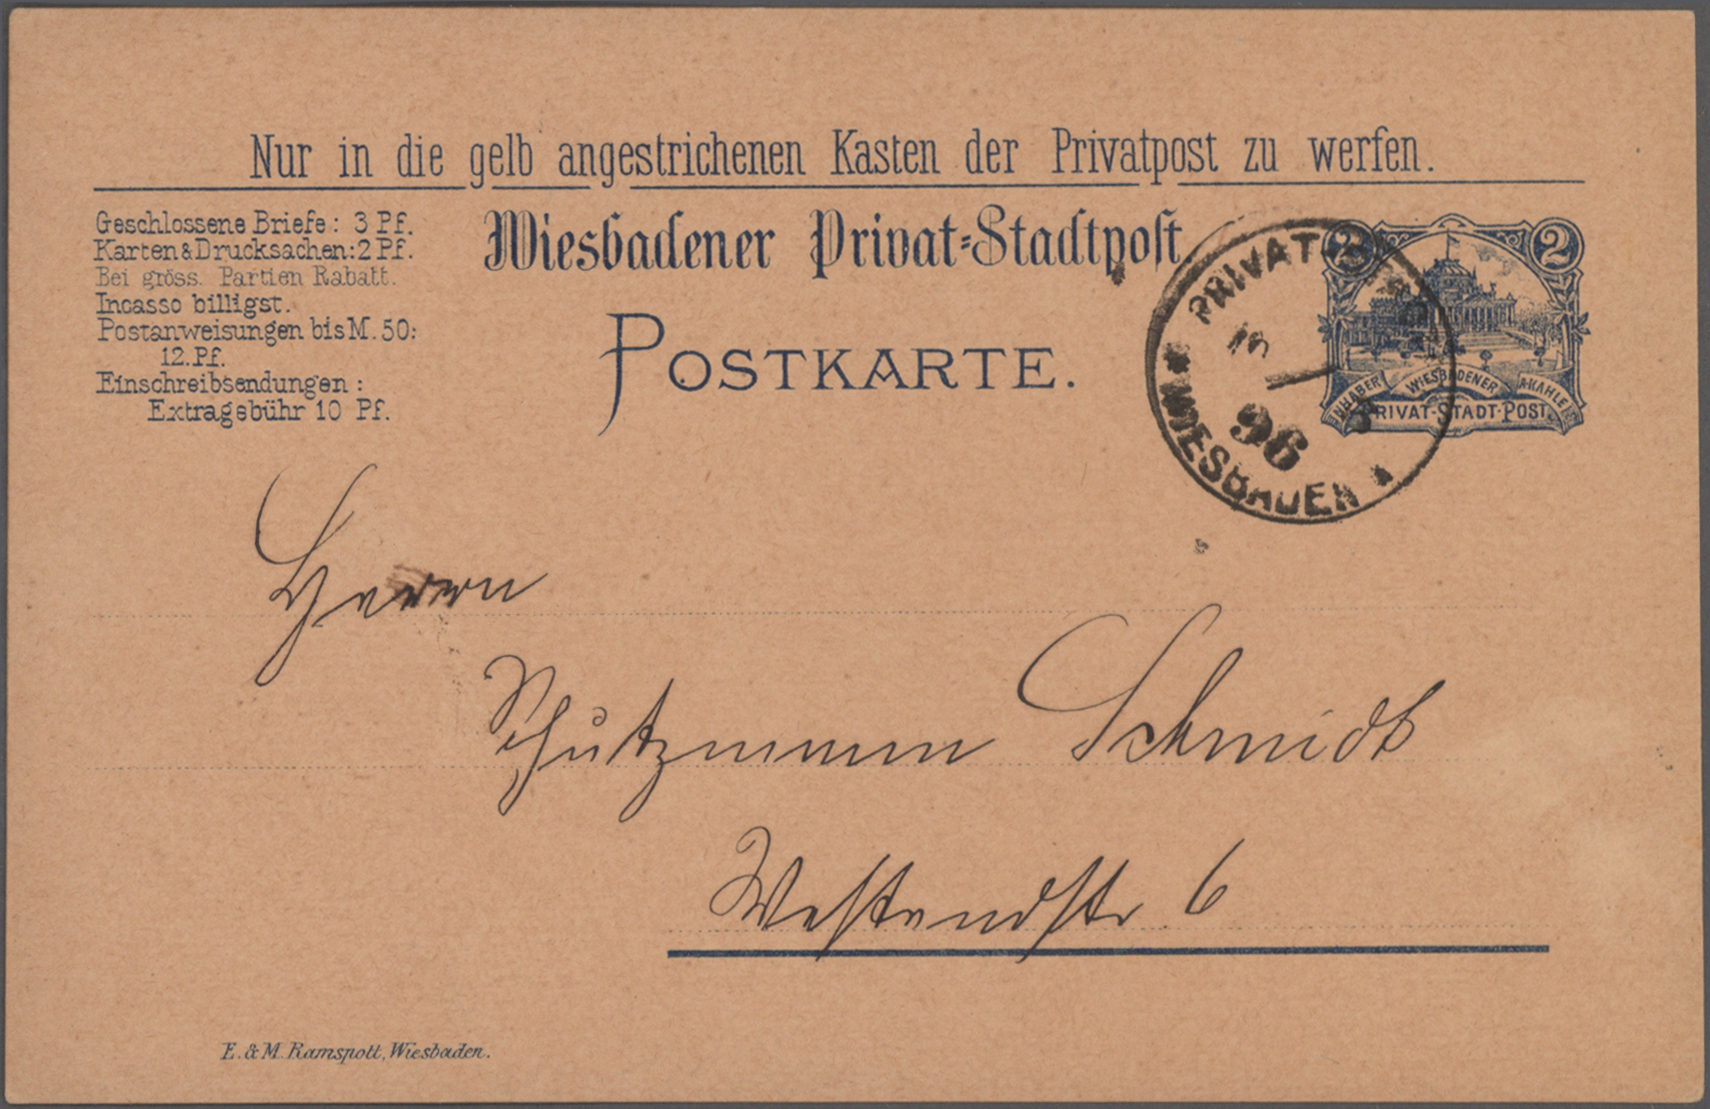 Nur in die gelb angestrichenen Kasten der Privatpost zu werfen.
Geschlossene Briefe: 3 Pf.
Karten & Drucksachen: 2 Pf.
Bei gröss. Partien Rabatt.
Incasso billigst.
Postanweisungen bis M. 50:
12. Pf.
Einschreibsendungen:
Extragebühr 10 Pf.
Wiesbadener Privat-Stadtpost.
POSTKARTE.
PRIVAT
96
WIESBADEN
2 2
INHABER WIESBADENER A. KAHLE
PRIVAT-STADT-POST.
Herrn
Schutzmann Schmidt
Westendstr 6
E. & M. Ramspott, Wiesbaden.